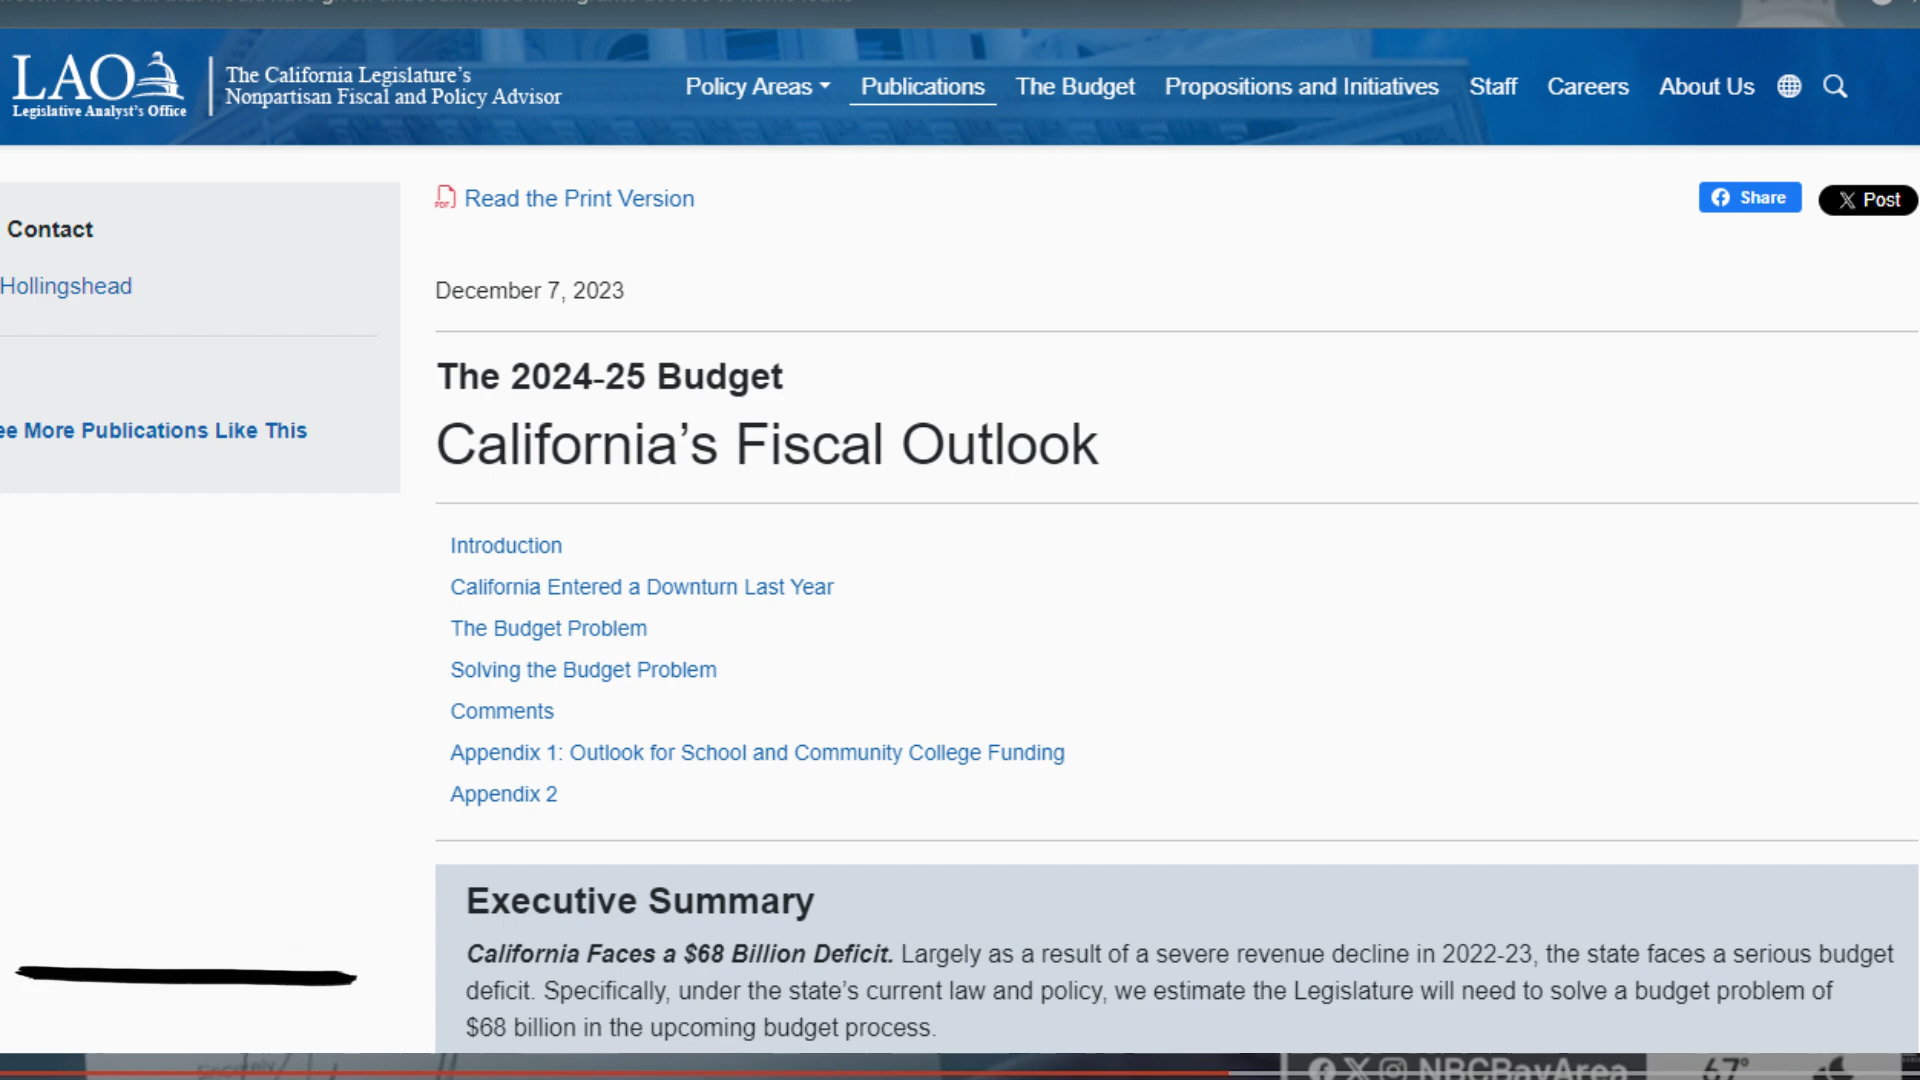 LAO
Legislative Analyst's Office
The California Legislature's
Nonpartisan Fiscal and Policy Advisor
Policy Areas
Publications
The Budget
Propositions and Initiatives
Staff
Careers
About Us
Contact
Hollingshead
ee More Publications Like This
PDF
Read the Print Version
Share
X Post
December 7, 2023
The 2024-25 Budget
California’s Fiscal Outlook
Introduction
California Entered a Downturn Last Year
The Budget Problem
Solving the Budget Problem
Comments
Appendix 1: Outlook for School and Community College Funding
Appendix 2
Executive Summary
California Faces a $68 Billion Deficit. Largely as a result of a severe revenue decline in 2022-23, the state faces a serious budget
deficit. Specifically, under the state’s current law and policy, we estimate the Legislature will need to solve a budget problem of
$68 billion in the upcoming budget process.
Sincerely
NBCBayArea
67°